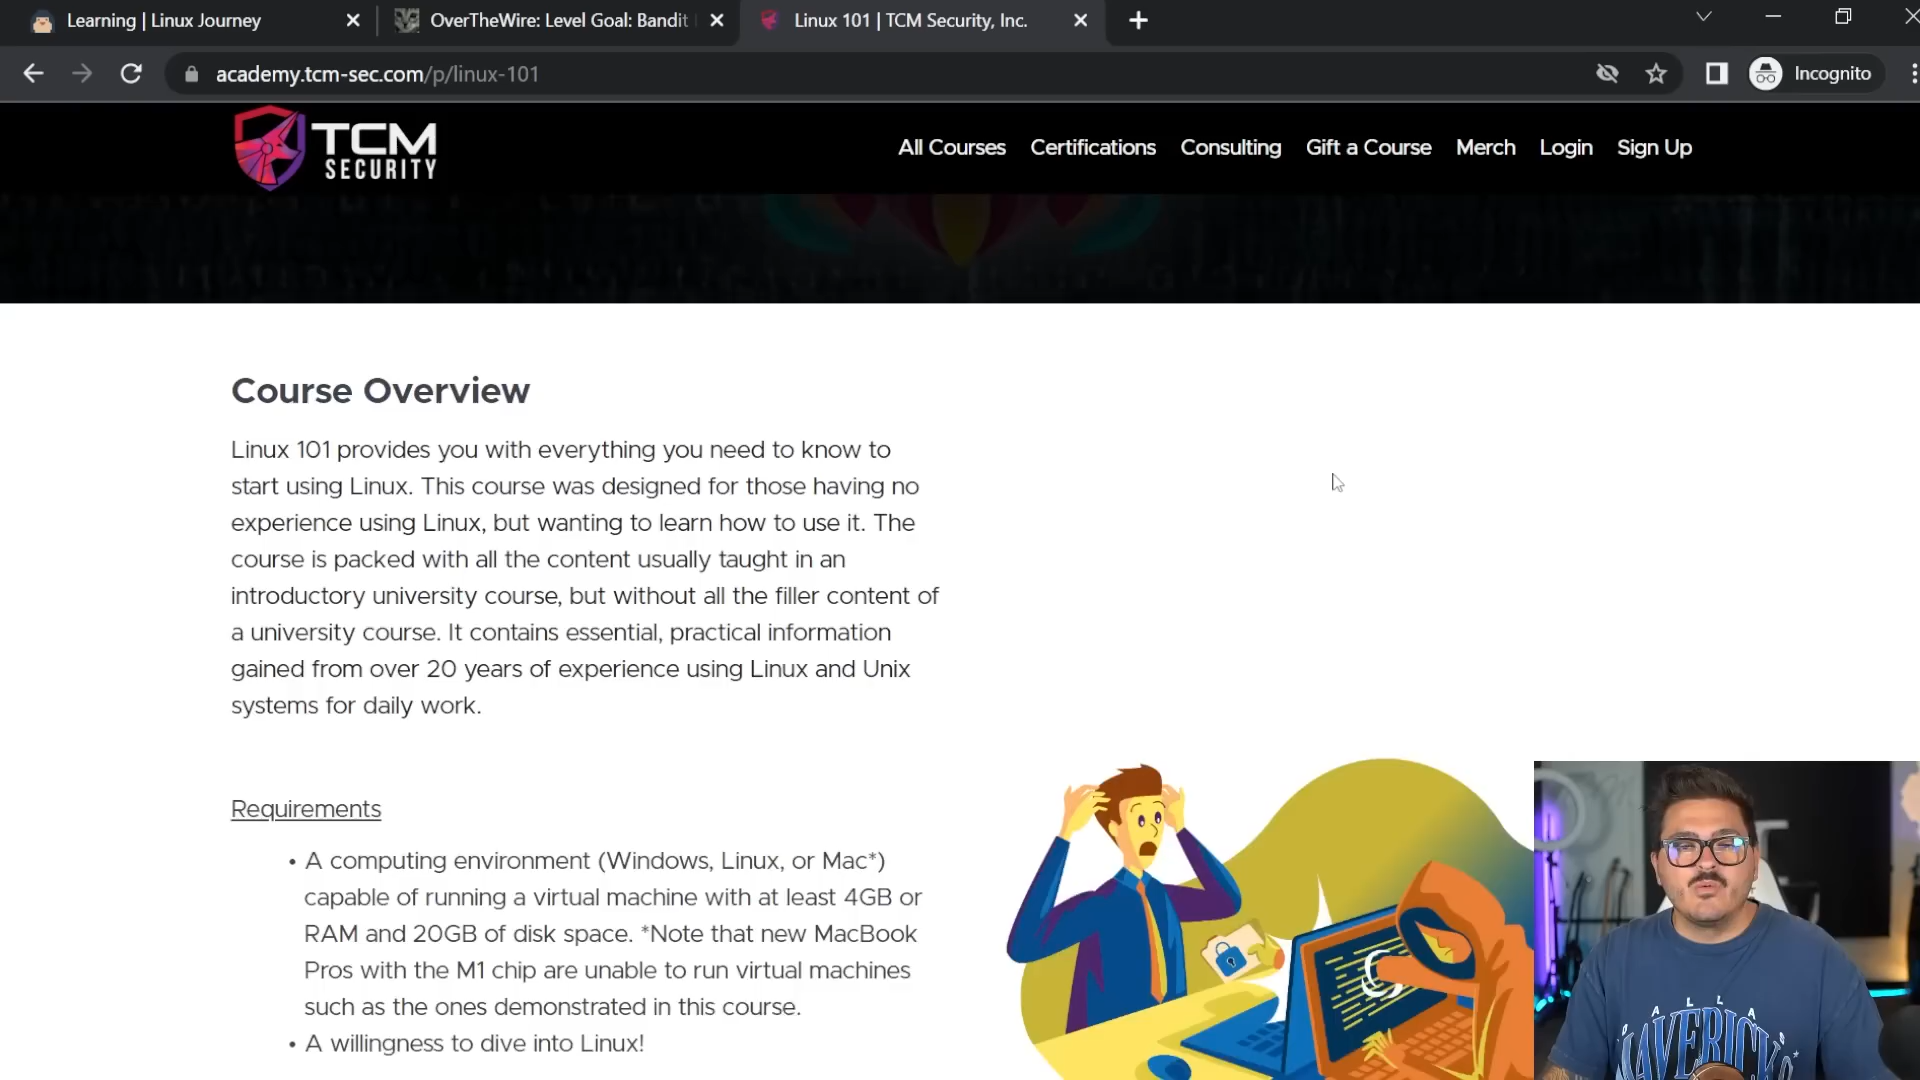 Learning | Linux Journey
OverTheWire: Level Goal: Bandit
Linux 101 | TCM Security, Inc.
academy.tcm-sec.com/p/linux-101
Incognito
TCM
SECURITY
All Courses Certifications Consulting Gift a Course Merch Login Sign Up
Course Overview
Linux 101 provides you with everything you need to know to
start using Linux. This course was designed for those having no
experience using Linux, but wanting to learn how to use it. The
course is packed with all the content usually taught in an
introductory university course, but without all the filler content of
a university course. It contains essential, practical information
gained from over 20 years of experience using Linux and Unix
systems for daily work.
Requirements
• A computing environment (Windows, Linux, or Mac*)
capable of running a virtual machine with at least 4GB or
RAM and 20GB of disk space. *Note that new MacBook
Pros with the M1 chip are unable to run virtual machines
such as the ones demonstrated in this course.
• A willingness to dive into Linux!
DALLAS
MAVERICKS